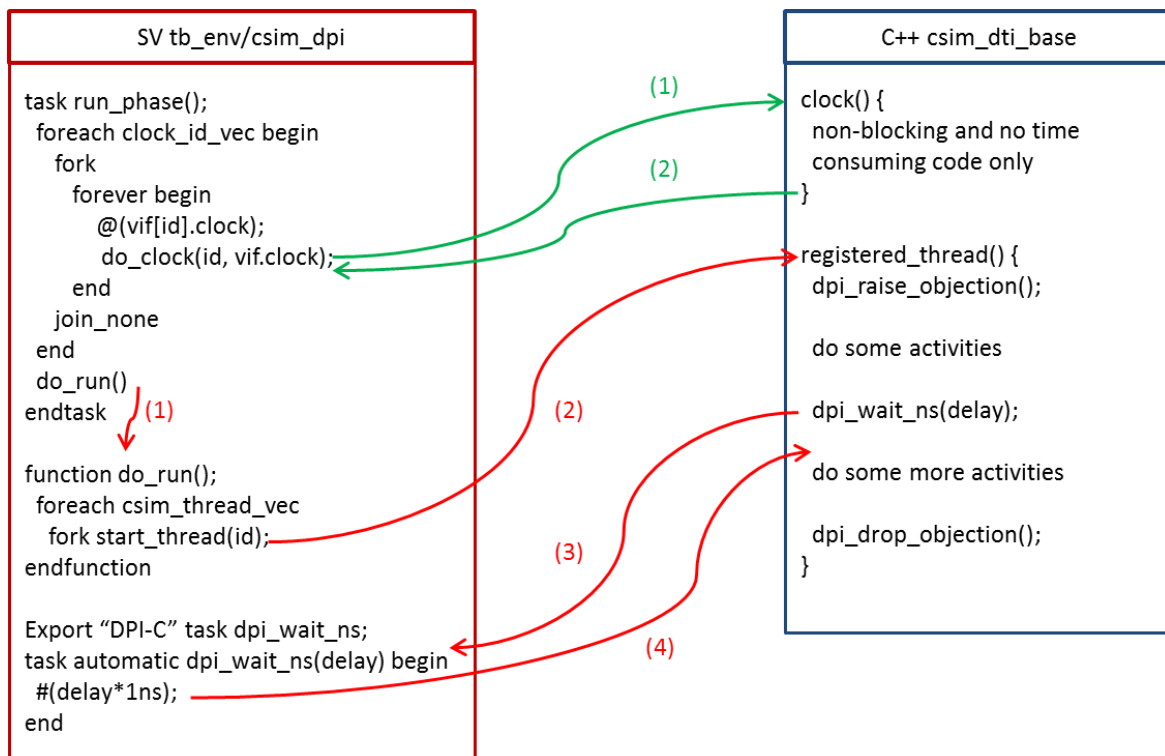 SV tb_env/csim_dpi
task run_phase();
foreach clock_id_vec begin
fork
forever begin
@(vif[id].clock);
do_clock(id, vif.clock);
end
join_none
end
do_run()
endtask
(1)
function do_run();
foreach csim_thread_vec
fork start_thread(id);
endfunction
Export “DPI-C” task dpi_wait_ns;
task automatic dpi_wait_ns(delay) begin
#(delay*1ns);
end
(1)
(2)
(2)
(3)
(4)
C++ csim_dti_base
clock() {
non-blocking and no time
consuming code only
}
registered_thread() {
dpi_raise_objection();
do some activities
dpi_wait_ns(delay);
do some more activities
dpi_drop_objection();
}